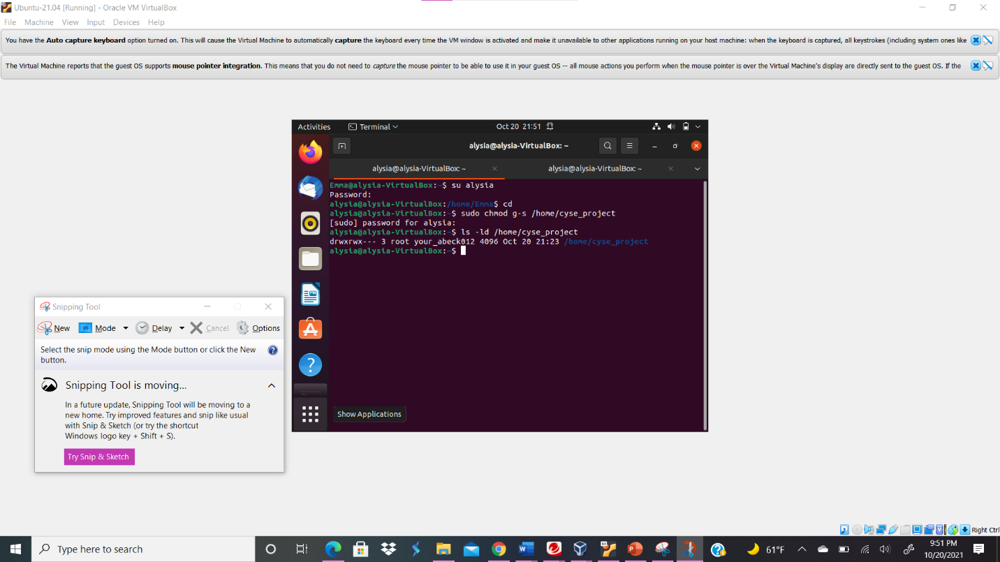 Ubuntu-21.04 [Running] - Oracle VM VirtualBox
File Machine View Input Devices Help
You have the Auto capture keyboard option turned on. This will cause the Virtual Machine to automatically capture the keyboard every time the VM window is activated and make it unavailable to other applications running on your host machine: when the keyboard is captured, all keystrokes (including system ones like
The Virtual Machine reports that the guest OS supports mouse pointer integration. This means that you do not need to capture the mouse pointer to be able to use it in your guest OS -- all mouse actions you perform when the mouse pointer is over the Virtual Machine's display are directly sent to the guest OS. If the
Activities Terminal Oct 20 21:51
alysia@alysia-VirtualBox: ~
alysia@alysia-VirtualBox: ~ alysia@alysia-VirtualBox: ~
Emma@alysia-VirtualBox:~$ su alysia
Password:
alysia@alysia-VirtualBox:/home/Emma$ cd
alysia@alysia-VirtualBox:~$ sudo chmod g-s /home/cyse_project
[sudo] password for alysia:
alysia@alysia-VirtualBox:~$ ls -ld /home/cyse_project
drwxrwx--- 3 root your_abeck012 4096 Oct 20 21:23 /home/cyse_project
alysia@alysia-VirtualBox:~$
Show Applications
Snipping Tool
New Mode Delay Cancel Options
Select the snip mode using the Mode button or click the New
button.
Snipping Tool is moving...
In a future update, Snipping Tool will be moving to a
new home. Try improved features and snip like usual
with Snip & Sketch (or try the shortcut
Windows logo key + Shift + S).
Try Snip & Sketch
Right Ctrl
Type here to search
61°F
9:51 PM
10/20/2021